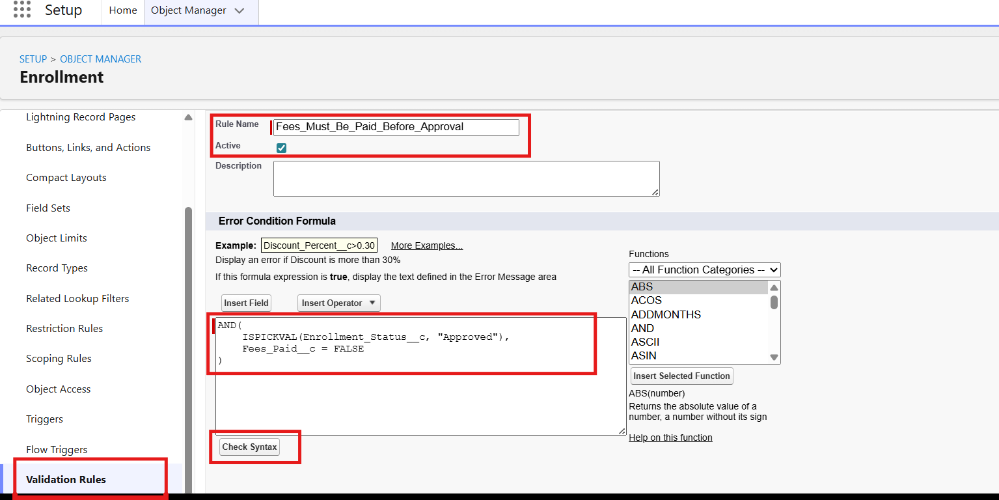 Setup
Home
Object Manager
SETUP > OBJECT MANAGER
Enrollment
Lightning Record Pages
Buttons, Links, and Actions
Compact Layouts
Field Sets
Object Limits
Record Types
Related Lookup Filters
Restriction Rules
Scoping Rules
Object Access
Triggers
Flow Triggers
Validation Rules
Rule Name
Fees_Must_Be_Paid_Before_Approval
Active
Description
Error Condition Formula
Example: Discount_Percent__c>0.30 More Examples...
Display an error if Discount is more than 30%
If this formula expression is true, display the text defined in the Error Message area
Insert Field
Insert Operator
AND(
ISPICKVAL(Enrollment_Status__c, "Approved"),
Fees_Paid__c = FALSE
)
Check Syntax
Functions
-- All Function Categories --
ABS
ACOS
ADDMONTHS
AND
ASCII
ASIN
Insert Selected Function
ABS(number)
Returns the absolute value of a
number, a number without its sign
Help on this function